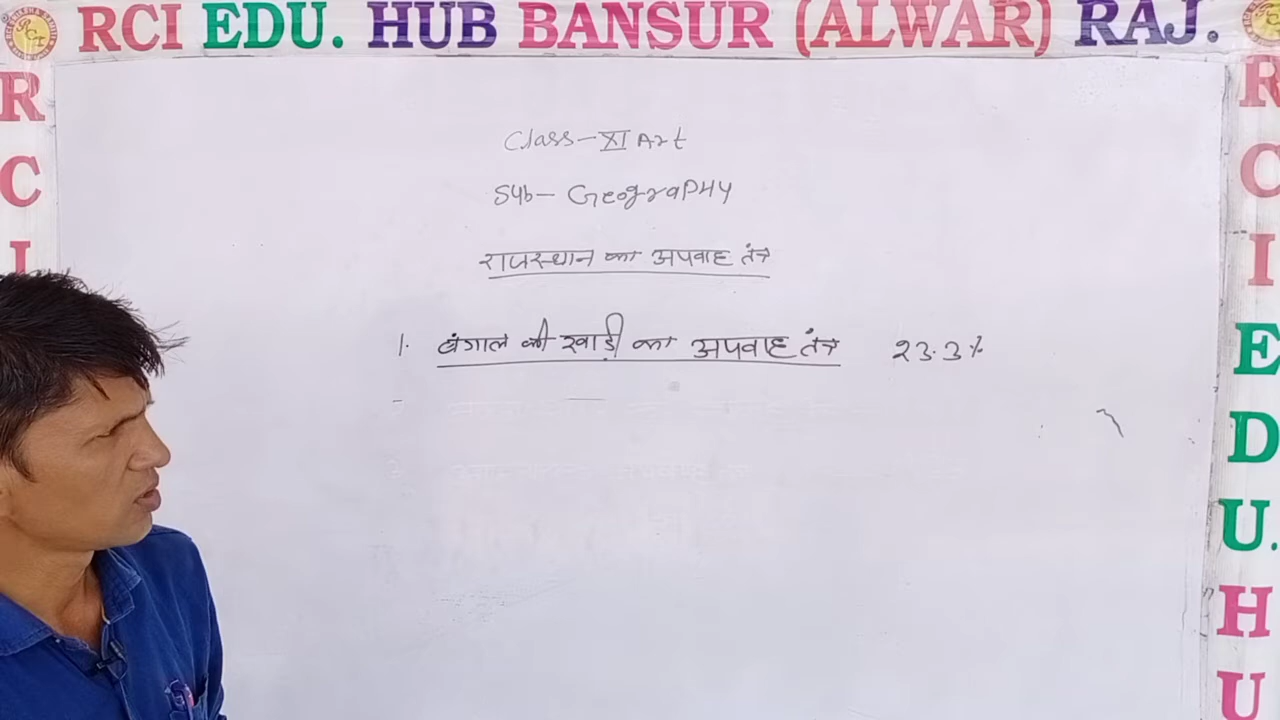 RCI EDU. HUB BANSUR (ALWAR) RAJ.
R
C
I
Class-XI Art
Sub- GeograPHy
राजस्थान का अपवाह तंत्र
1. बंगाल की खाड़ी का अपवाह तंत्र 23.3%
R
C
I
E
D
U.
H
U